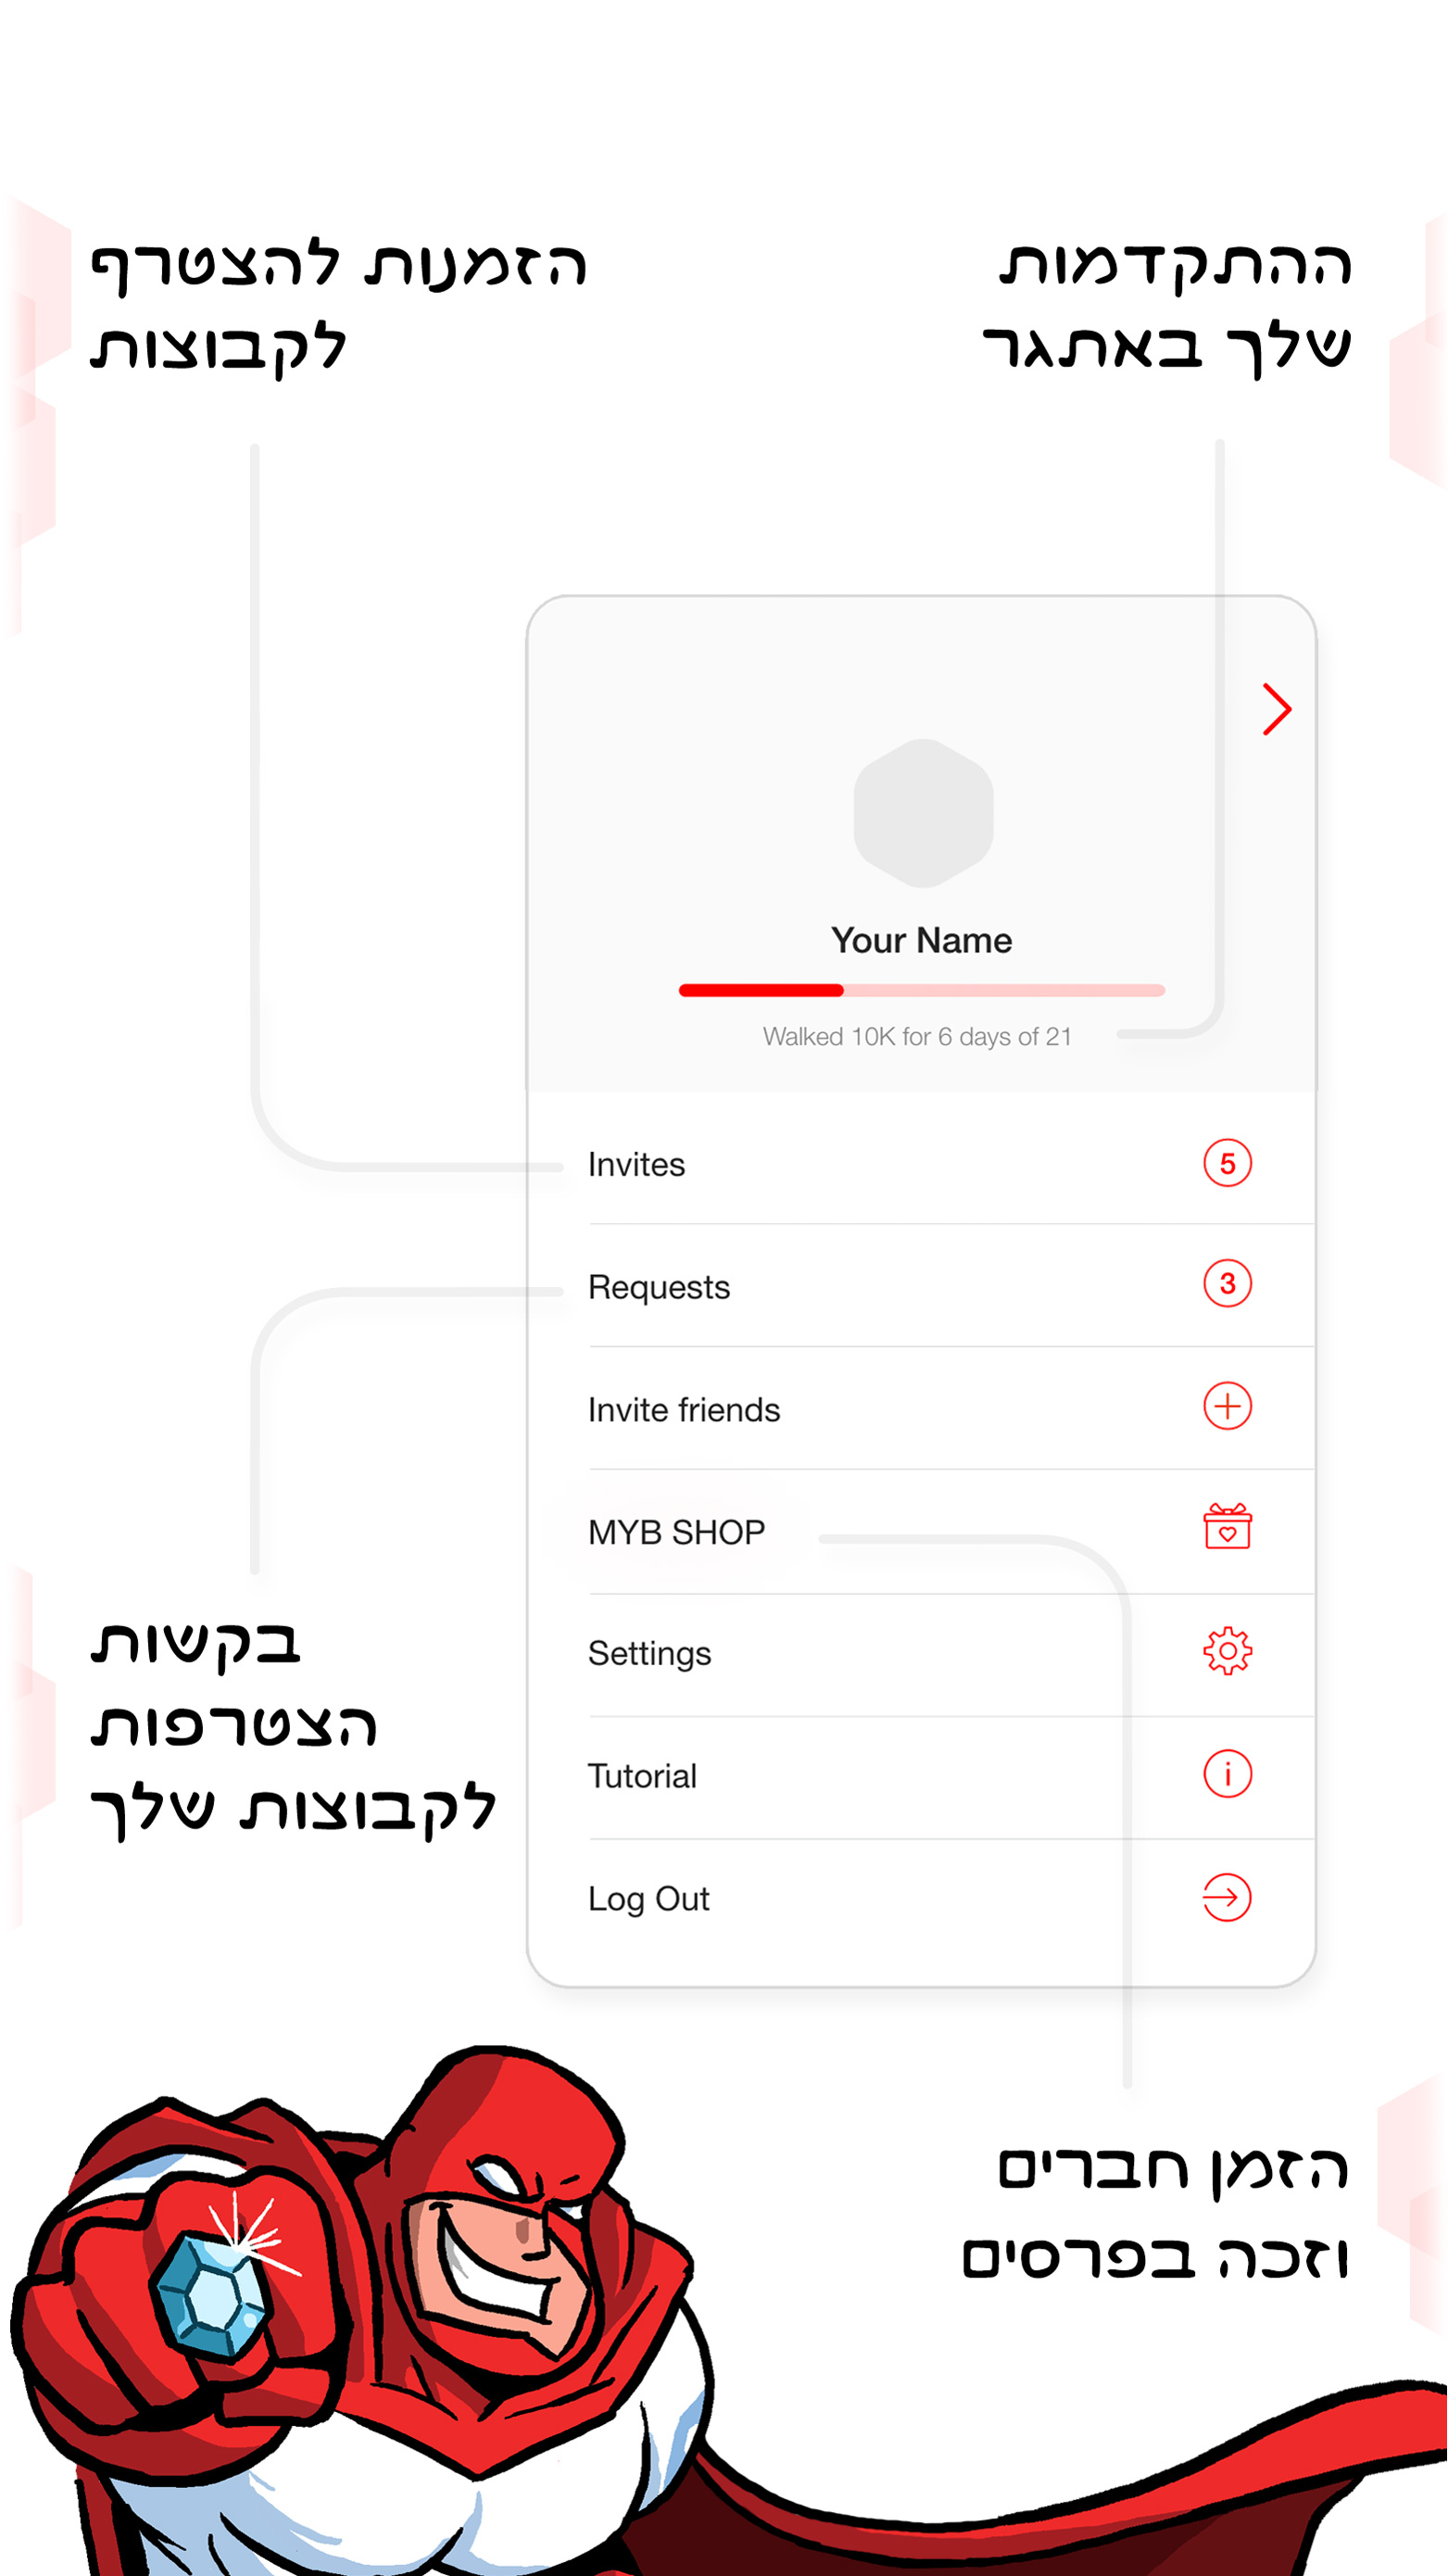 ההתקדמות
שלך באתגר
הזמנות להצטרף
לקבוצות
Your Name
Walked 10K for 6 days of 21
Invites 5
Requests 3
Invite friends
MYB SHOP
Settings
Tutorial
Log Out
בקשות
הצטרפות
לקבוצות שלך
הזמן חברים
וזכה בפרסים